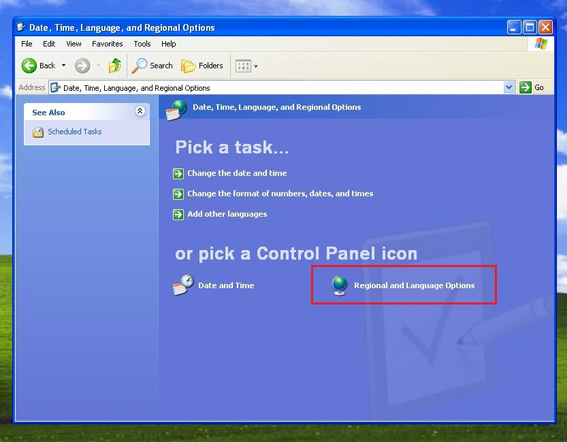 Date, Time, Language, and Regional Options
File Edit View Favorites Tools Help
Back Search Folders
Address Date, Time, Language, and Regional Options Go
See Also
Scheduled Tasks
Date, Time, Language, and Regional Options
Pick a task...
Change the date and time
Change the format of numbers, dates, and times
Add other languages
or pick a Control Panel icon
Date and Time Regional and Language Options